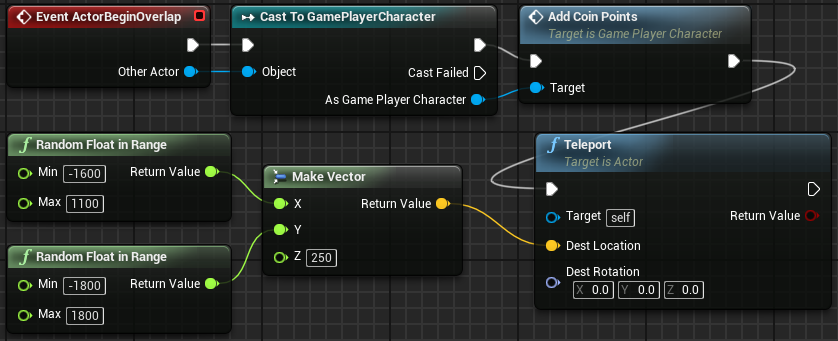 Event ActorBeginOverlap
Other Actor
Cast To GamePlayerCharacter
Object
Cast Failed
As Game Player Character
Add Coin Points
Target is Game Player Character
Target
f Random Float in Range
Min -1600 Return Value
Max 1100
f Random Float in Range
Min -1800 Return Value
Max 1800
Make Vector
X Return Value
Y
Z 250
f Teleport
Target is Actor
Target self Return Value
Dest Location
Dest Rotation
X 0.0 Y 0.0 Z 0.0